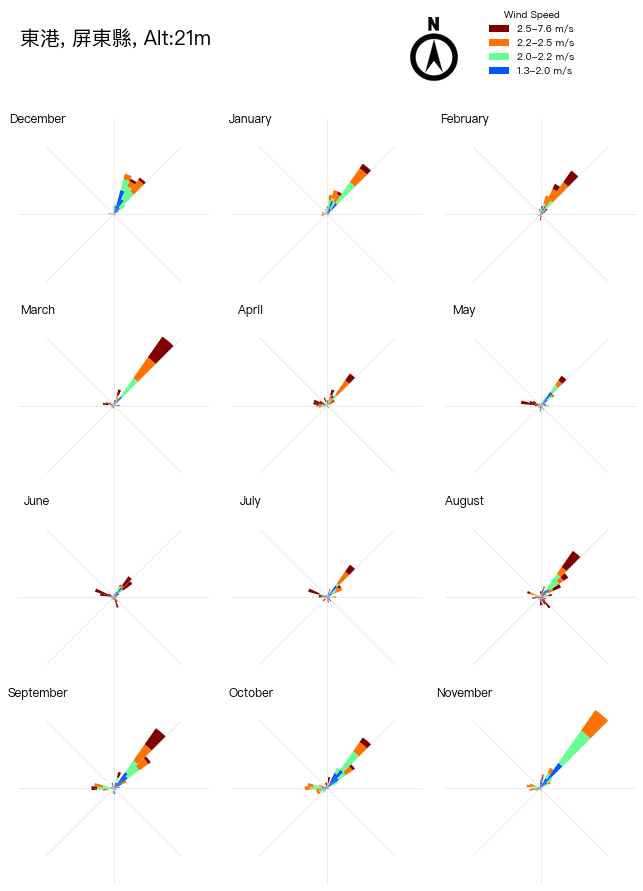 東港, 屏東縣, Alt:21m
N
Wind Speed
2.5–7.6 m/s
2.2–2.5 m/s
2.0–2.2 m/s
1.3–2.0 m/s
December
January
February
March
April
May
June
July
August
September
October
November